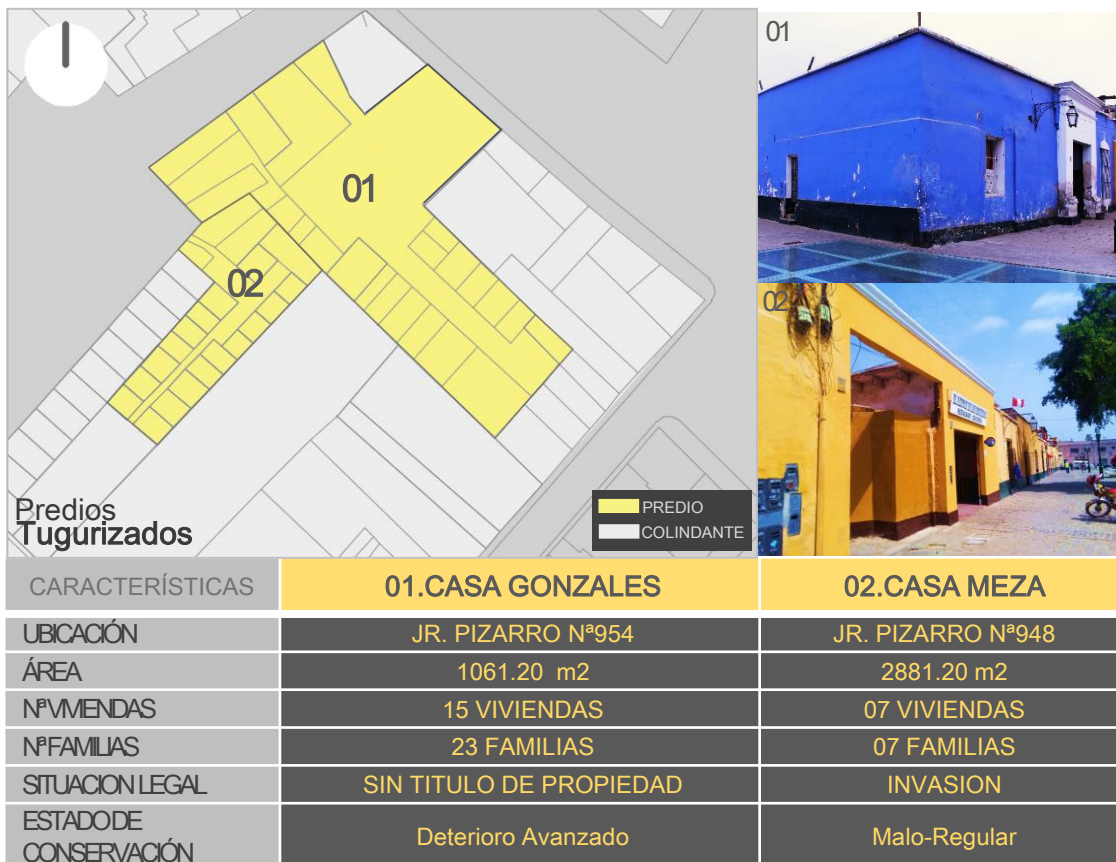 01
01
02
02
Predios
Tugurizados
PREDIO
COLINDANTE
CARACTERÍSTICAS 01.CASA GONZALES 02.CASA MEZA
UBICACIÓN JR. PIZARRO Nª954 JR. PIZARRO Nª948
ÁREA 1061.20 m2 2881.20 m2
NªVIVIENDAS 15 VIVIENDAS 07 VIVIENDAS
NªFAMILIAS 23 FAMILIAS 07 FAMILIAS
SITUACION LEGAL SIN TITULO DE PROPIEDAD INVASION
ESTADO DE
CONSERVACIÓN Deterioro Avanzado Malo-Regular